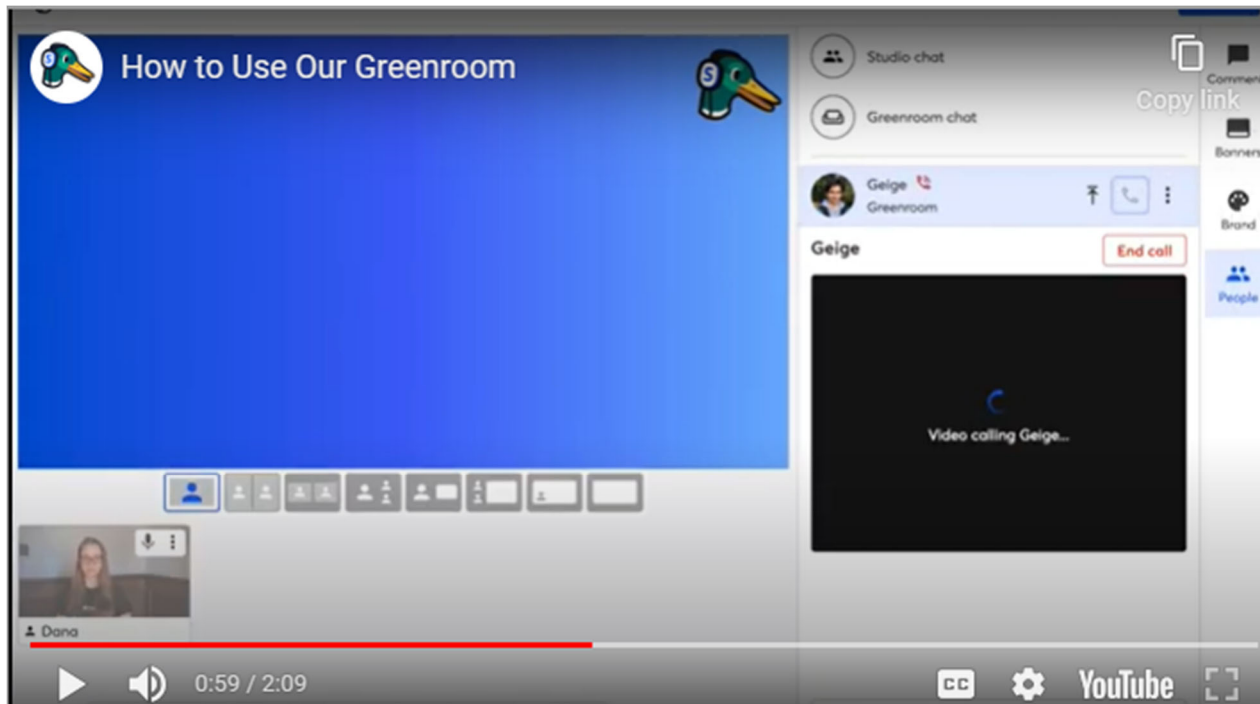 How to Use Our Greenroom
Studio chat
Copy link
Greenroom chat
Banners
Geige
Greenroom
Brand
Geige
End call
People
Video calling Geige...
Dana
0:59 / 2:09
CC
YouTube